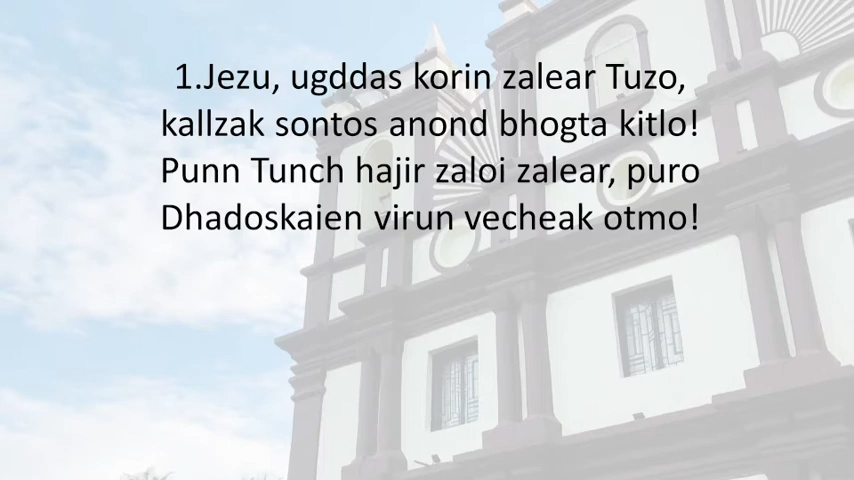 1.Jezu, ugddas korin zalear Tuzo,
kallzak sontos anond bhogta kitlo!
Punn Tunch hajir zaloi zalear, puro
Dhadoskaien virun vecheak otmo!